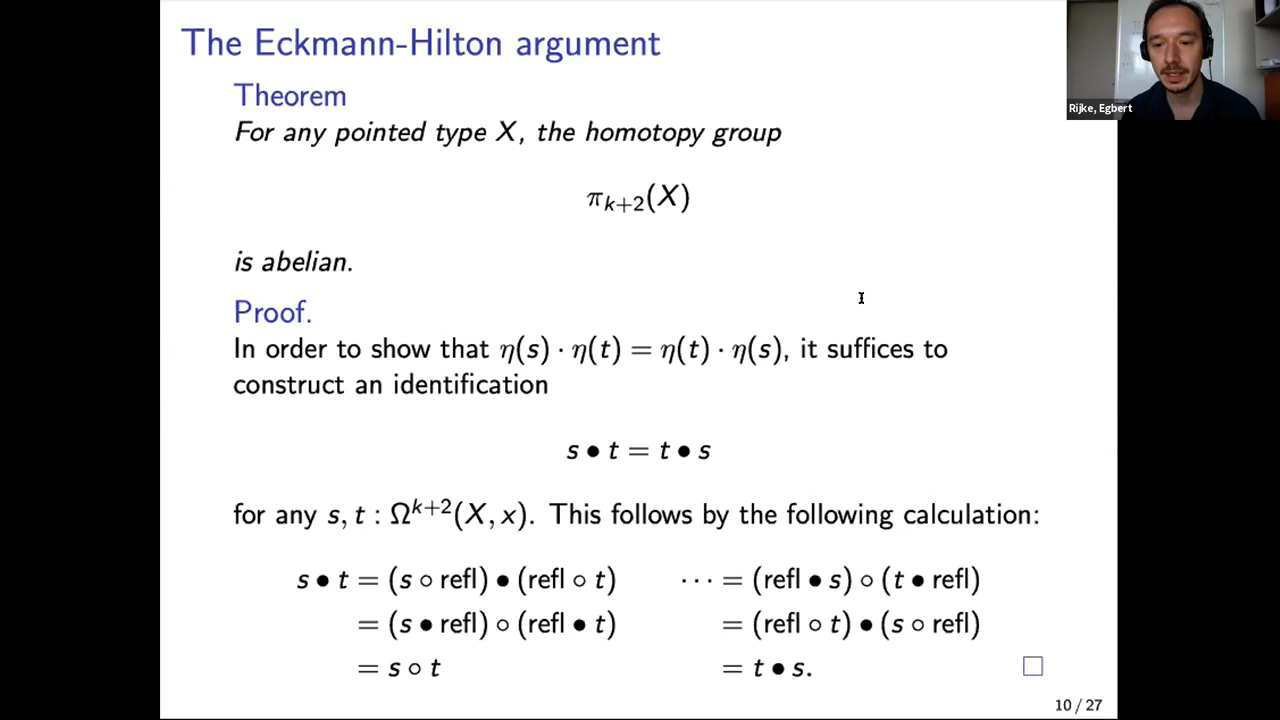 The Eckmann-Hilton argument
Rijke, Egbert
Theorem
For any pointed type X, the homotopy group
π_{k+2}(X)
is abelian.
Proof.
In order to show that η(s) · η(t) = η(t) · η(s), it suffices to
construct an identification
s • t = t • s
for any s, t : Ω^{k+2}(X, x). This follows by the following calculation:
s • t = (s ∘ refl) • (refl ∘ t)
= (s • refl) ∘ (refl • t)
= s ∘ t
⋯ = (refl • s) ∘ (t • refl)
= (refl ∘ t) • (s ∘ refl)
= t • s.
□
10 / 27